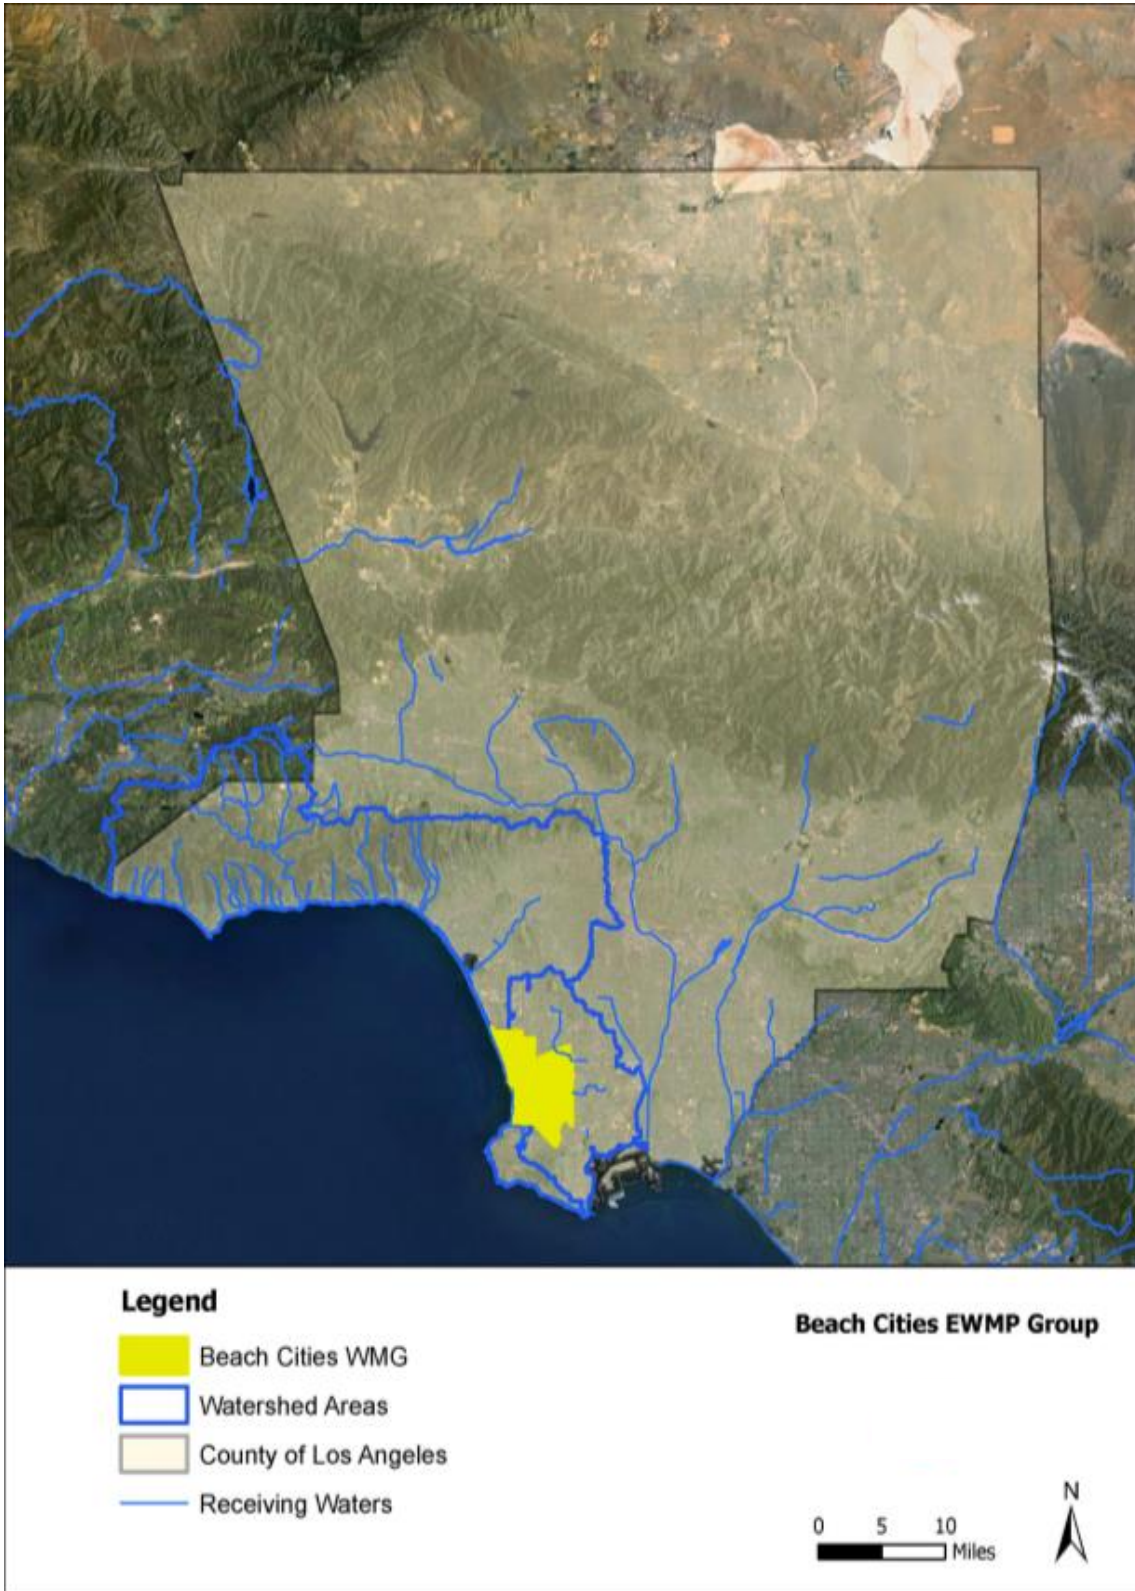 Legend
Beach Cities EWMP Group
Beach Cities WMG
Watershed Areas
County of Los Angeles
Receiving Waters
N
0 5 10
Miles